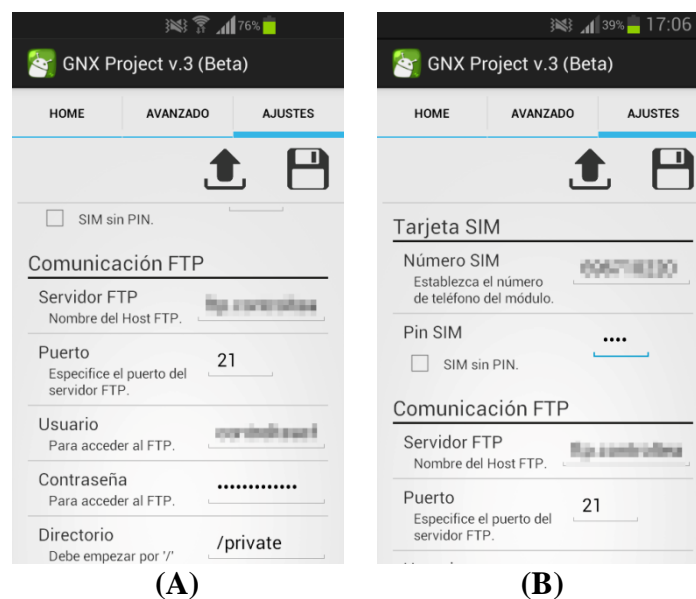 76%
GNX Project v.3 (Beta)
HOME AVANZADO AJUSTES
SIM sin PIN.
Comunicación FTP
Servidor FTP
Nombre del Host FTP.
Puerto
21
Especifice el puerto del
servidor FTP.
Usuario
Para acceder al FTP.
Contraseña
•••••••••••••
Para acceder al FTP.
Directorio
/private
Debe empezar por '/'
(A)
39% 17:06
GNX Project v.3 (Beta)
HOME AVANZADO AJUSTES
Tarjeta SIM
Número SIM
Establezca el número
de teléfono del módulo.
Pin SIM
••••
SIM sin PIN.
Comunicación FTP
Servidor FTP
Nombre del Host FTP.
Puerto
21
Especifice el puerto del
servidor FTP.
(B)